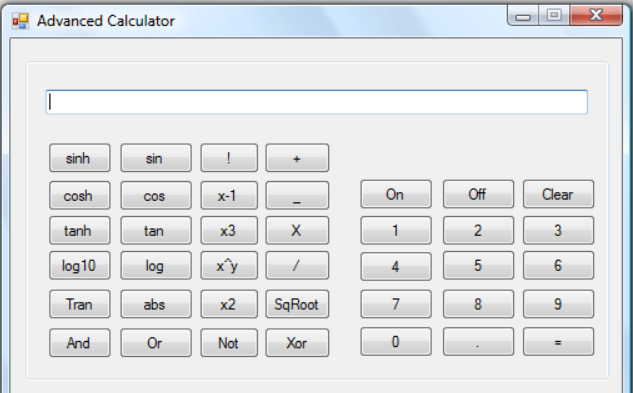 Advanced Calculator
sinh sin ! +
cosh cos x-1 _ On Off Clear
tanh tan x3 X 1 2 3
log10 log x^y / 4 5 6
Tran abs x2 SqRoot 7 8 9
And Or Not Xor 0 . =